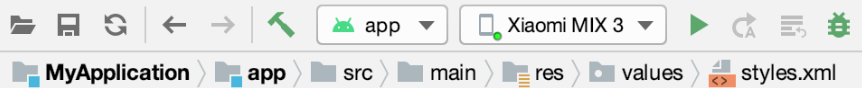 app Xiaomi MIX 3
MyApplication app src main res values styles.xml